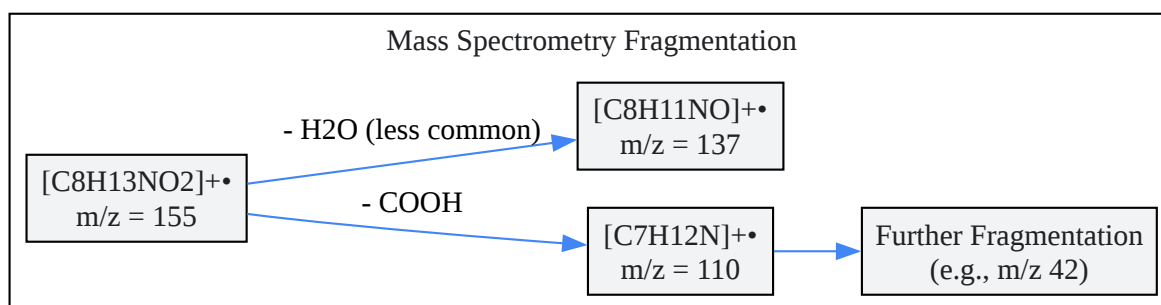 Mass Spectrometry Fragmentation
[C8H11NO]+•
m/z = 137
- H2O (less common)
[C8H13NO2]+•
m/z = 155
- COOH
[C7H12N]+•
m/z = 110
Further Fragmentation
(e.g., m/z 42)